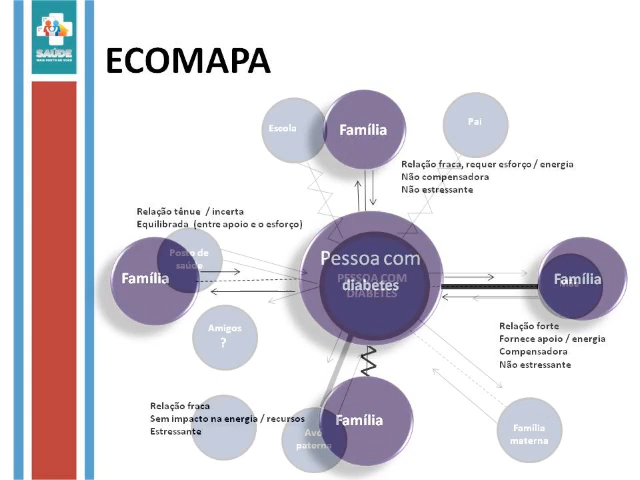 SAÚDE
ECOMAPA
Escola
Família
Pai
Relação fraca, requer esforço / energia
Não compensadora
Não estressante
Relação tênue / incerta
Equilibrada (entre apoio e o esforço)
Posto de
saúde
Família
Pessoa com
diabetes
PESSOA COM
DIABETES
Família
Amigos
?
Relação forte
Fornece apoio / energia
Compensadora
Não estressante
Relação fraca
Sem impacto na energia / recursos
Estressante
Avó
paterna
Família
Família
materna